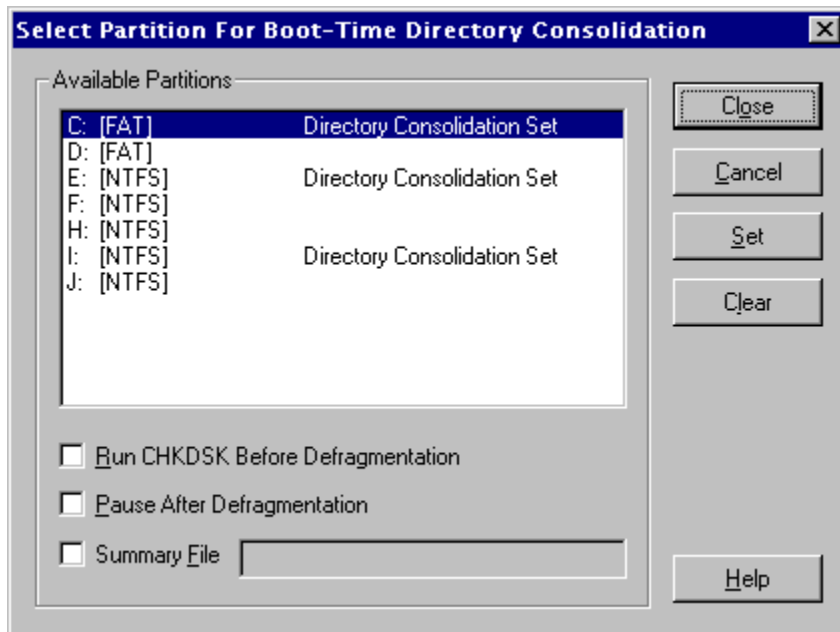 Select Partition For Boot-Time Directory Consolidation
Available Partitions
C: [FAT] Directory Consolidation Set
D: [FAT]
E: [NTFS] Directory Consolidation Set
F: [NTFS]
H: [NTFS]
I: [NTFS] Directory Consolidation Set
J: [NTFS]
Run CHKDSK Before Defragmentation
Pause After Defragmentation
Summary File
Close
Cancel
Set
Clear
Help